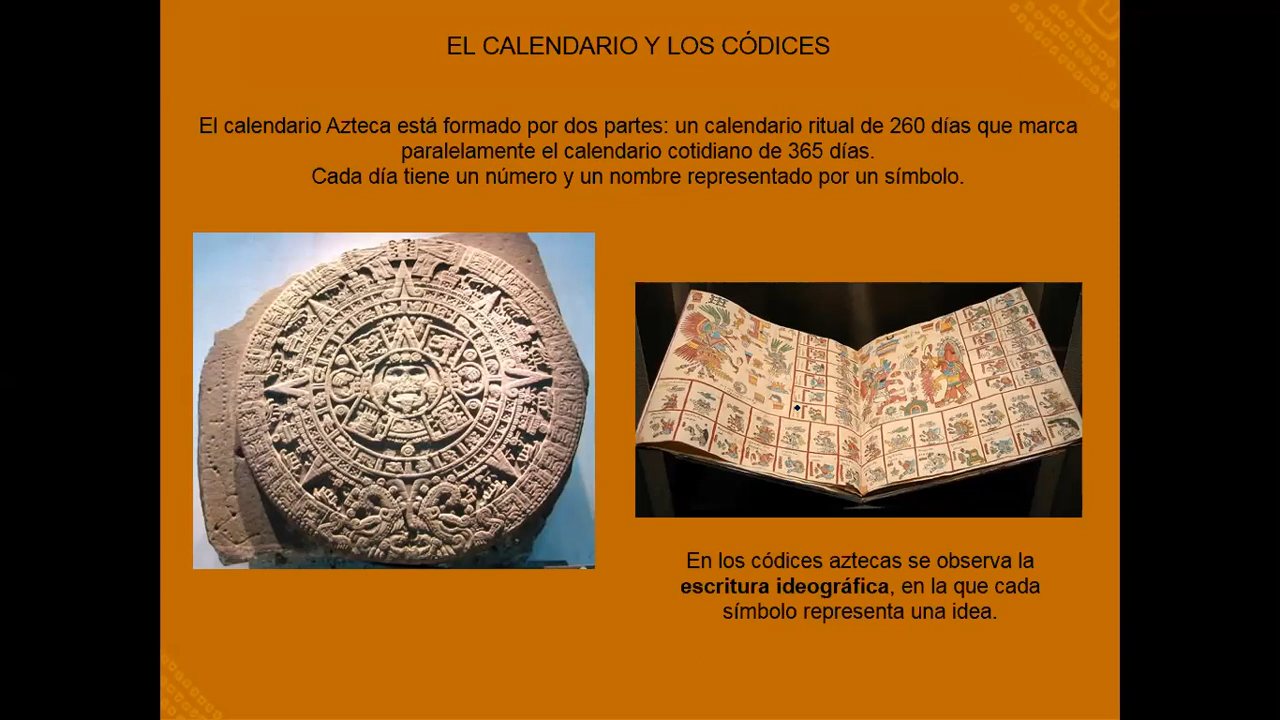 EL CALENDARIO Y LOS CÓDICES
El calendario Azteca está formado por dos partes: un calendario ritual de 260 días que marca
paralelamente el calendario cotidiano de 365 días.
Cada día tiene un número y un nombre representado por un símbolo.
En los códices aztecas se observa la
escritura ideográfica, en la que cada
símbolo representa una idea.